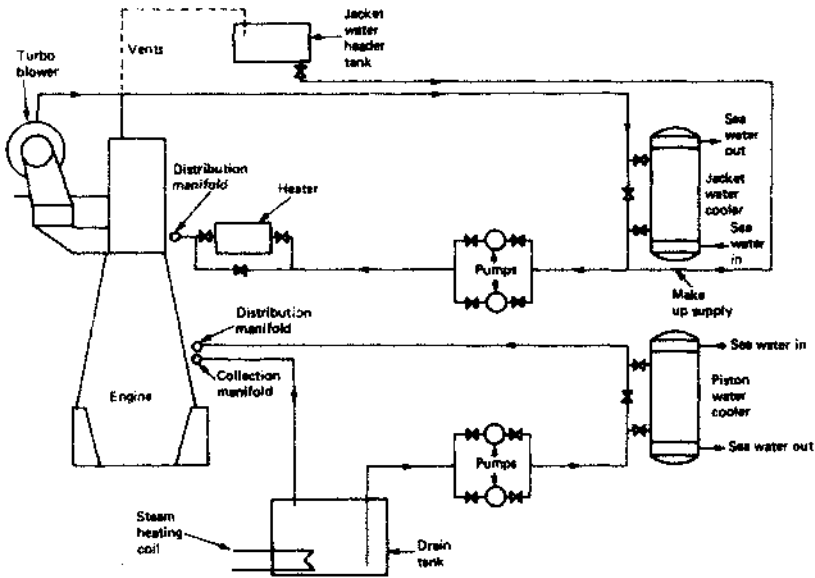 Jacket
water
header
tank
Vents
Turbo
blower
Distribution
manifold
Heater
Sea
water
out
Jacket
water
cooler
Sea
water
in
Pumps
Make
up supply
Distribution
manifold
Collection
manifold
Engine
Sea water in
Piston
water
cooler
Sea water out
Pumps
Steam
heating
coil
Drain
tank